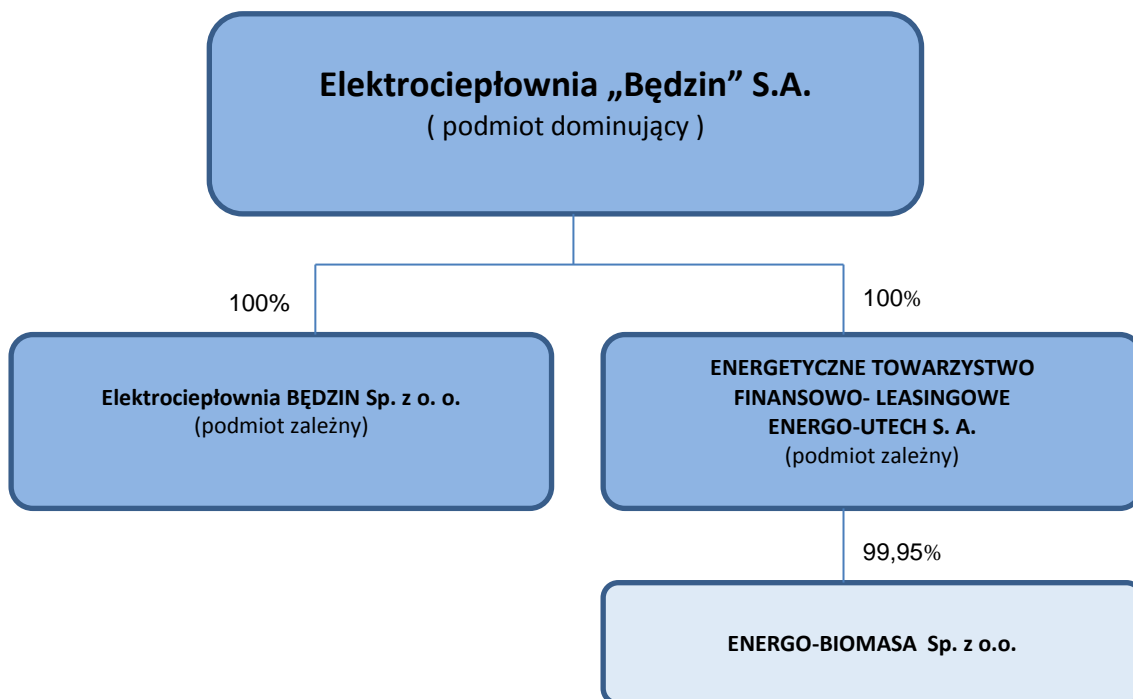 Elektrociepłownia „Będzin” S.A.
( podmiot dominujący )
100%
100%
Elektrociepłownia BĘDZIN Sp. z o. o.
(podmiot zależny)
ENERGETYCZNE TOWARZYSTWO
FINANSOWO- LEASINGOWE
ENERGO-UTECH S. A.
(podmiot zależny)
99,95%
ENERGO-BIOMASA Sp. z o.o.